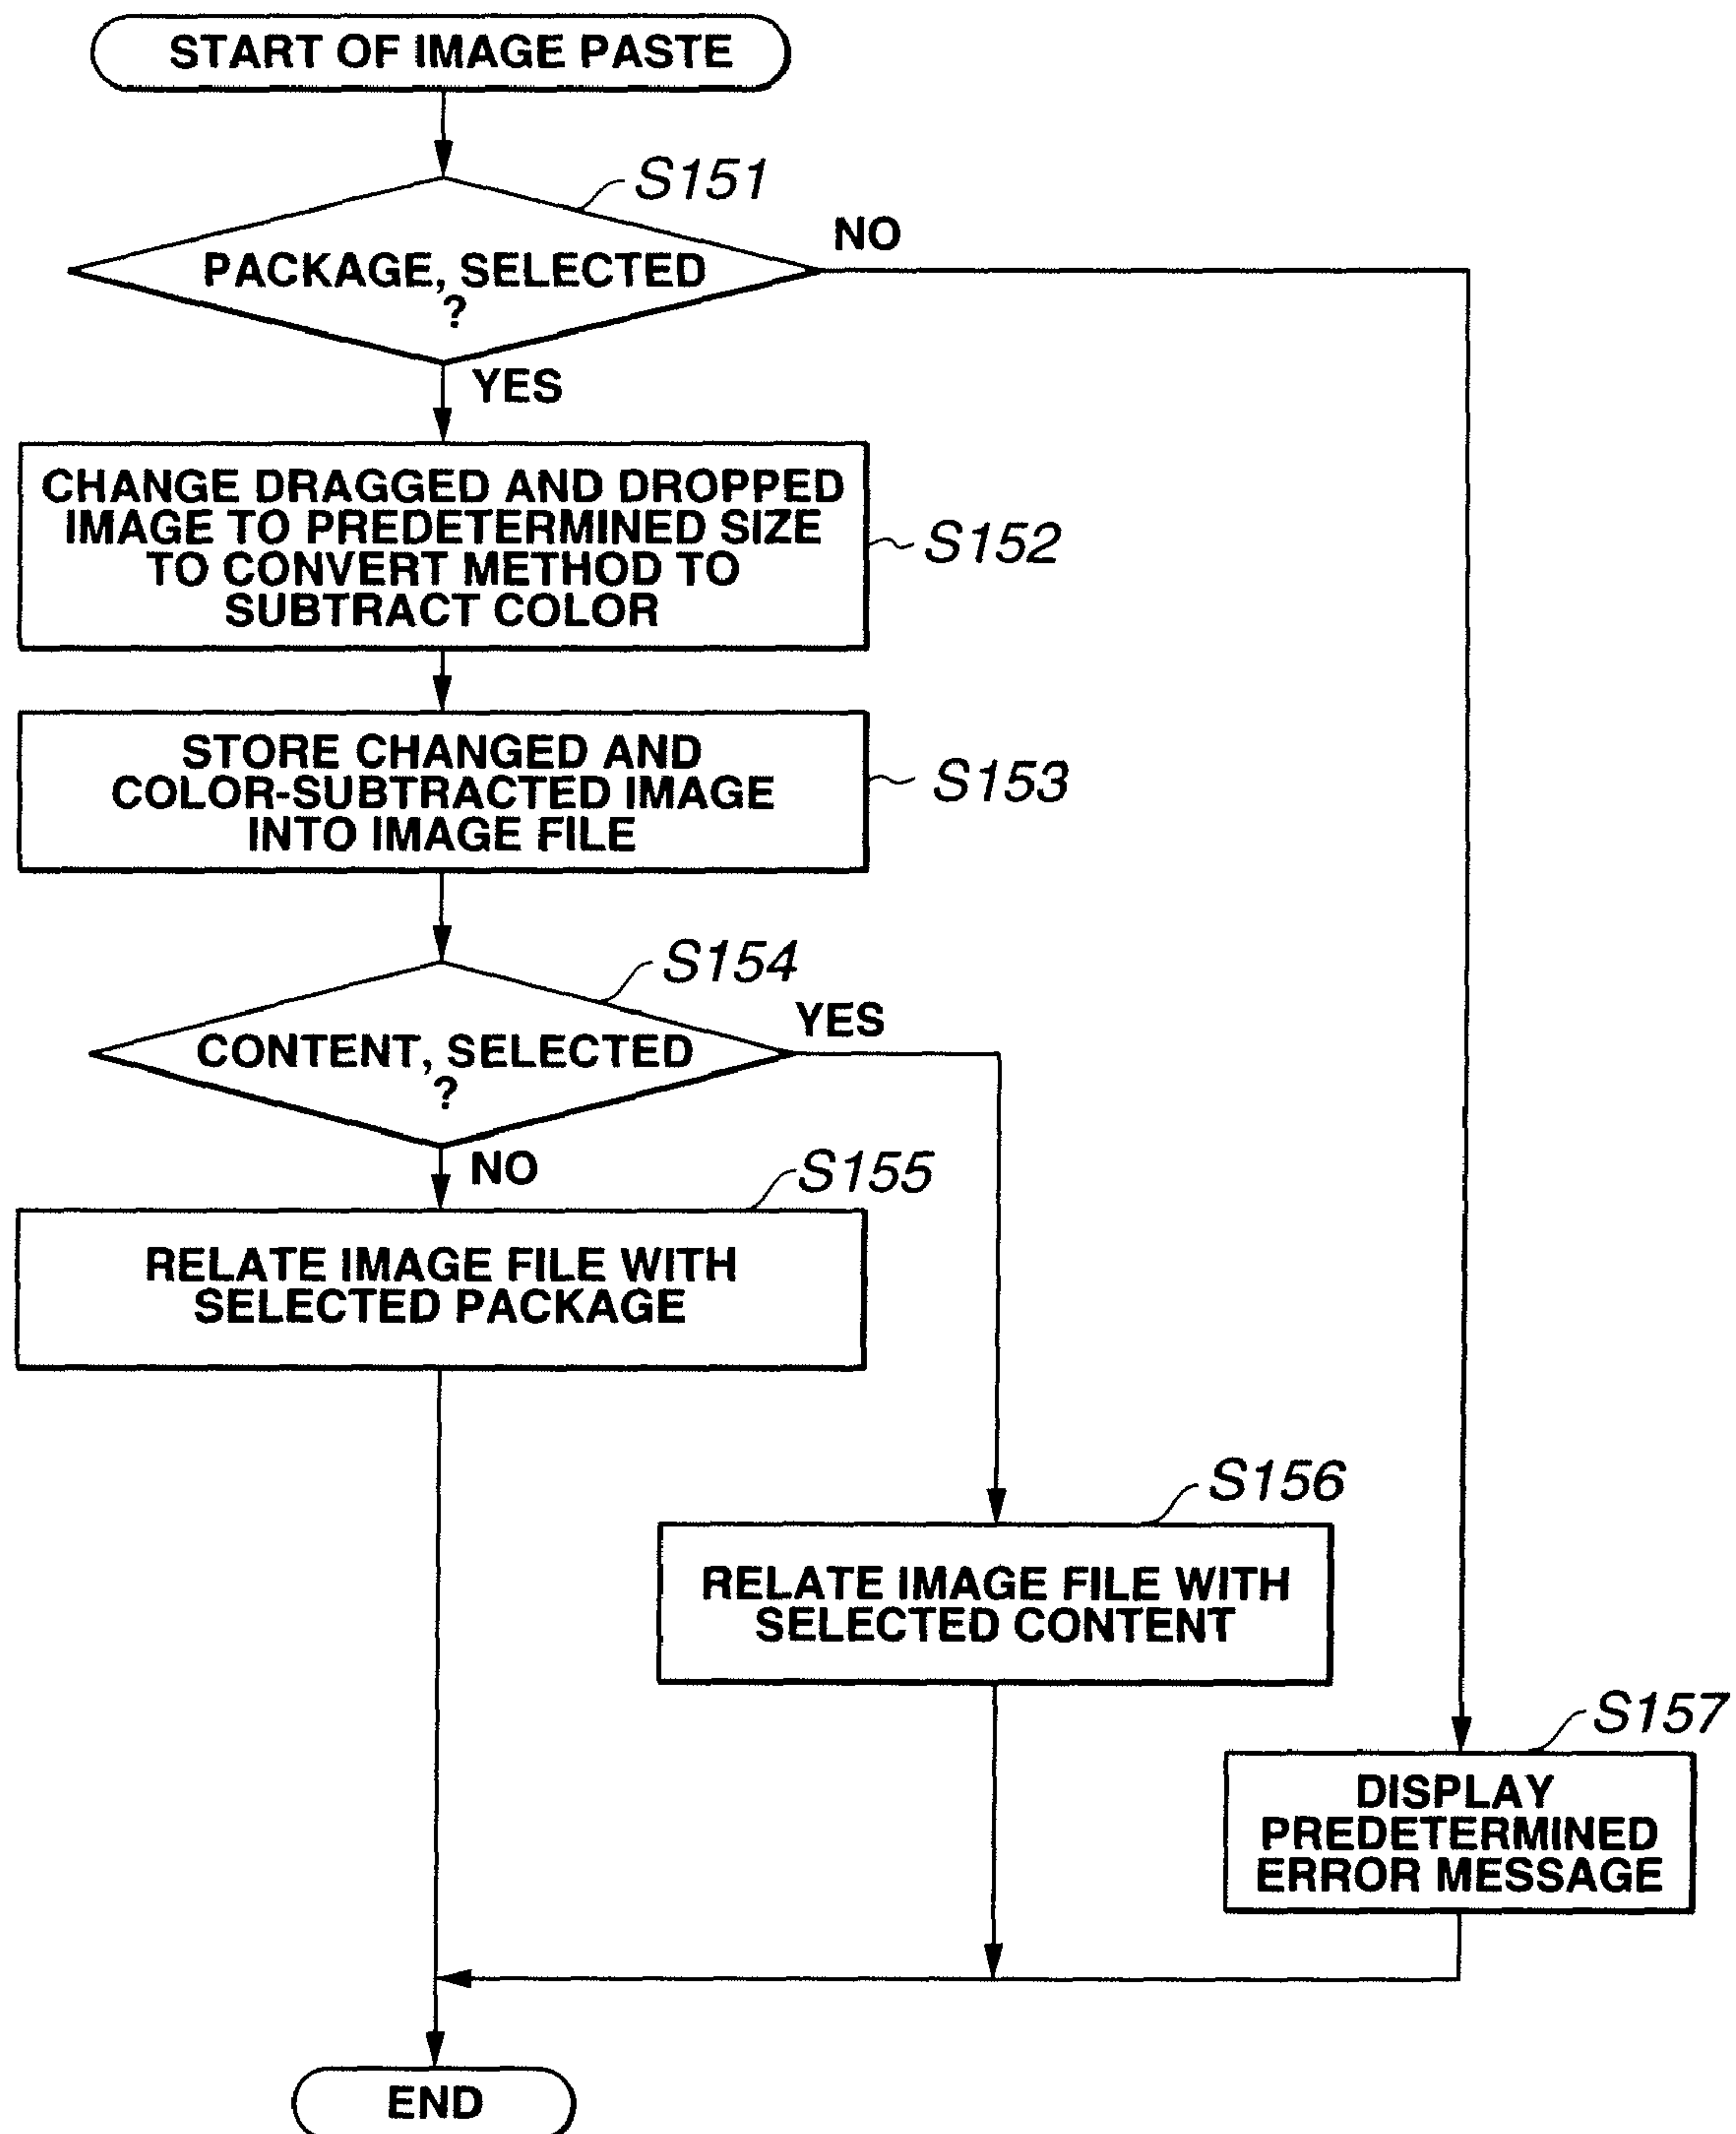 START OF IMAGE PASTE
S151
NO
PACKAGE, SELECTED
?
YES
CHANGE DRAGGED AND DROPPED
IMAGE TO PREDETERMINED SIZE
TO CONVERT METHOD TO
SUBTRACT COLOR
S152
STORE CHANGED AND
COLOR-SUBTRACTED IMAGE
INTO IMAGE FILE
S153
S154
YES
CONTENT, SELECTED
?
NO
S155
RELATE IMAGE FILE WITH
SELECTED PACKAGE
S156
RELATE IMAGE FILE WITH
SELECTED CONTENT
S157
DISPLAY
PREDETERMINED
ERROR MESSAGE
END